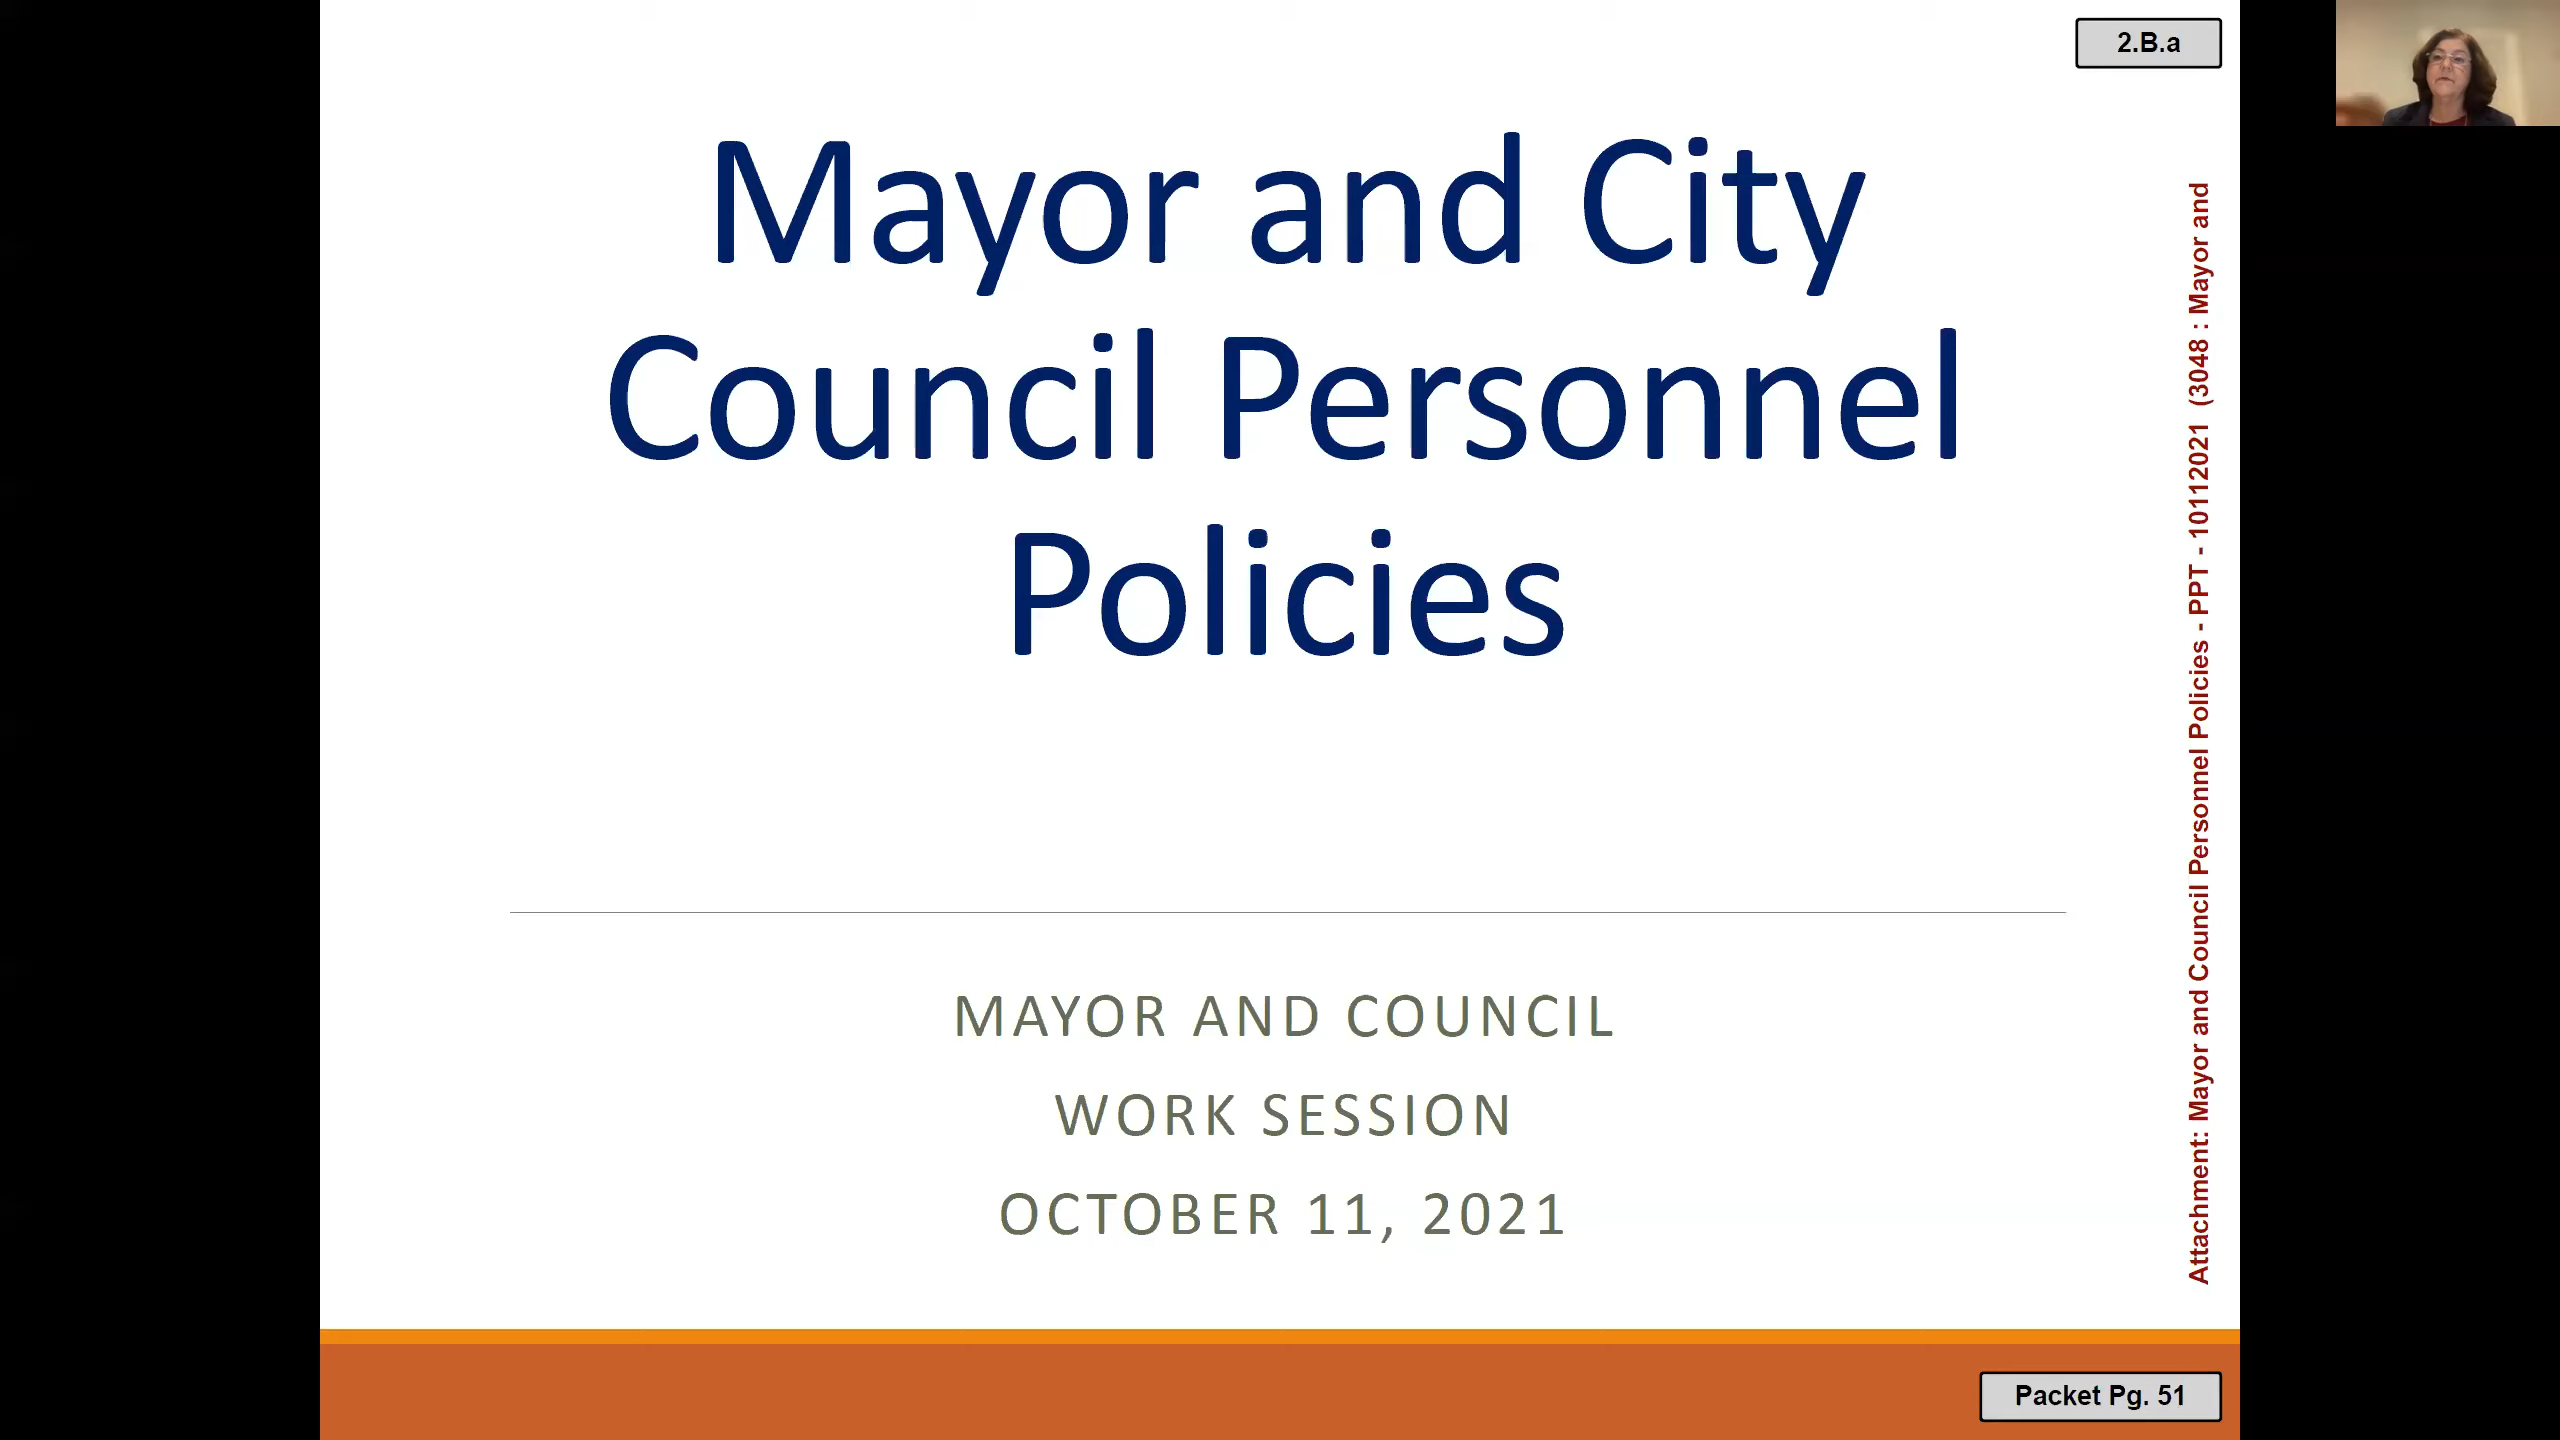 2.B.a
Mayor and City
Council Personnel
Policies
MAYOR AND COUNCIL
WORK SESSION
OCTOBER 11, 2021
Attachment: Mayor and Council Personnel Policies - PPT - 10112021  (3048 : Mayor and
Packet Pg. 51